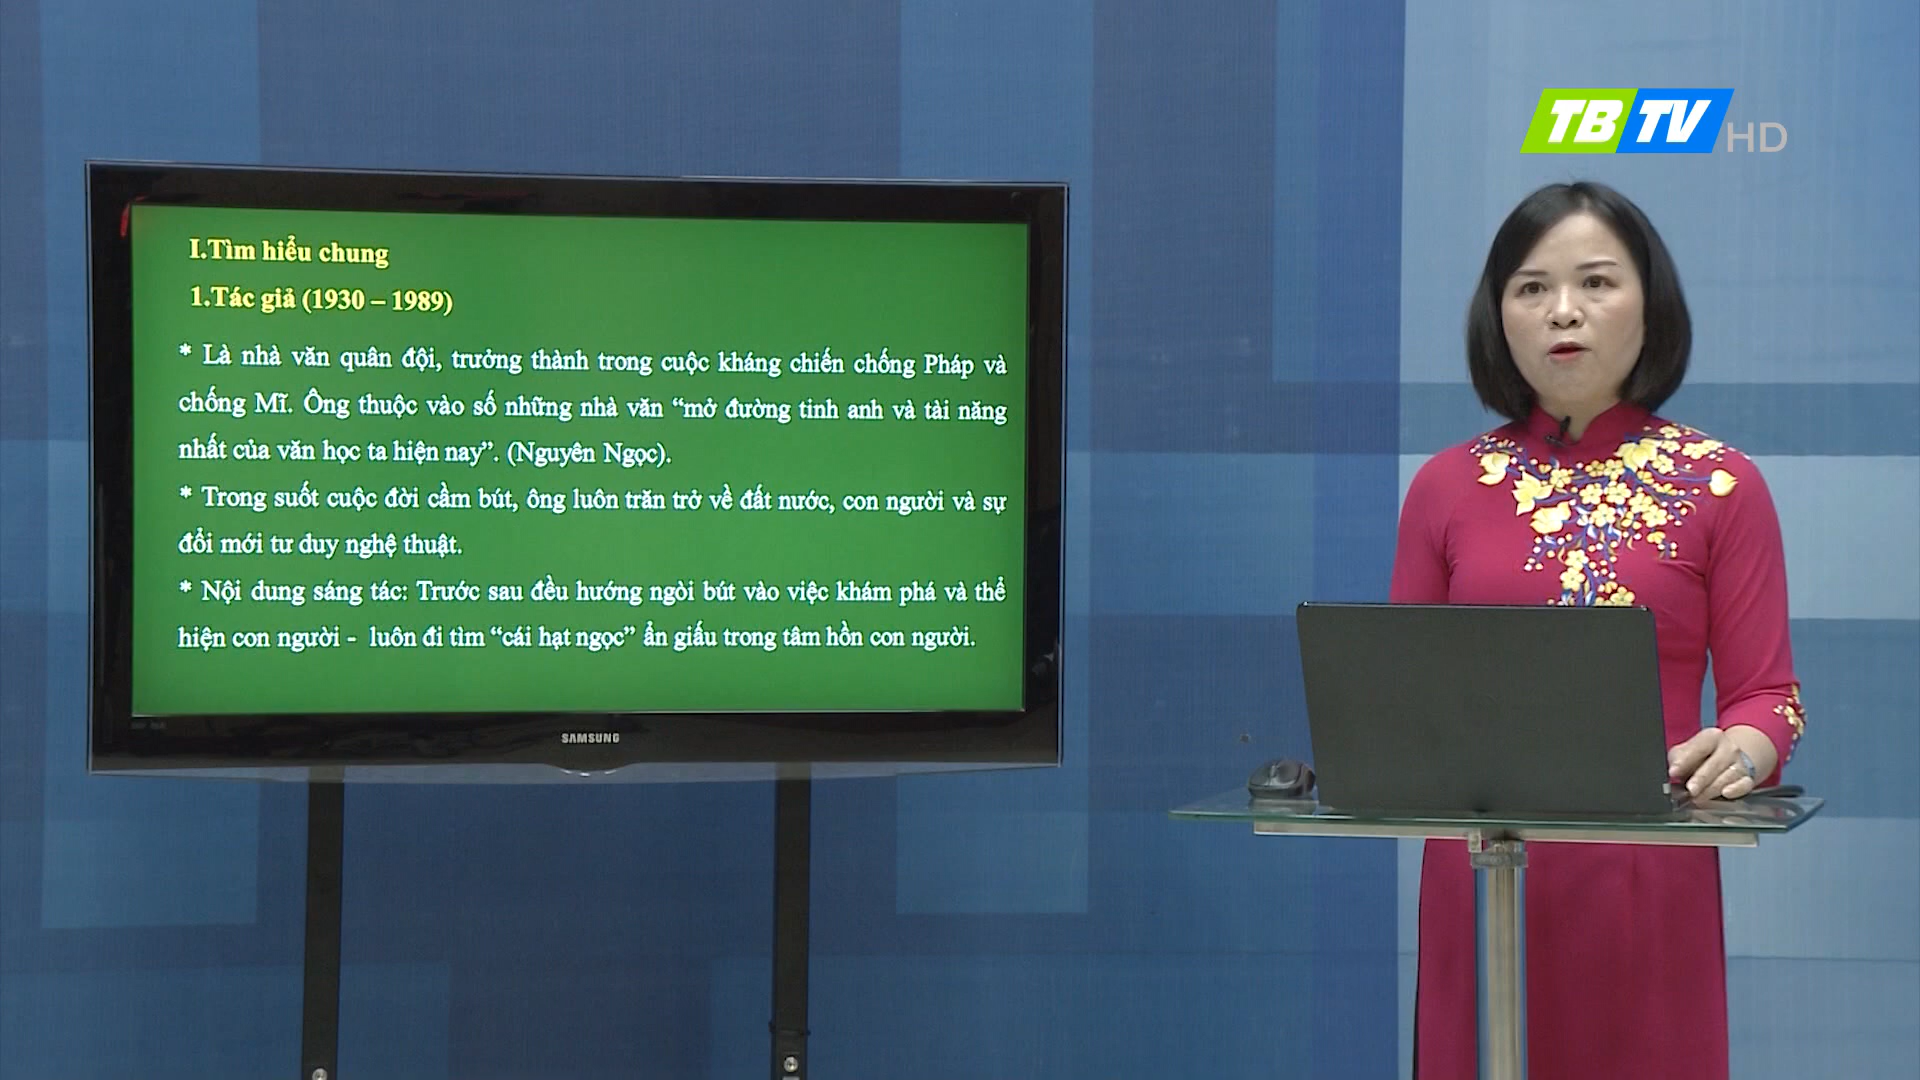 TBTV HD
I.Tìm hiểu chung
1.Tác giả (1930 – 1989)
* Là nhà văn quân đội, trưởng thành trong cuộc kháng chiến chống Pháp và
chống Mĩ. Ông thuộc vào số những nhà văn “mở đường tinh anh và tài năng
nhất của văn học ta hiện nay”. (Nguyên Ngọc).
* Trong suốt cuộc đời cầm bút, ông luôn trăn trở về đất nước, con người và sự
đổi mới tư duy nghệ thuật.
* Nội dung sáng tác: Trước sau đều hướng ngòi bút vào việc khám phá và thể
hiện con người - luôn đi tìm “cái hạt ngọc” ẩn giấu trong tâm hồn con người.
SAMSUNG